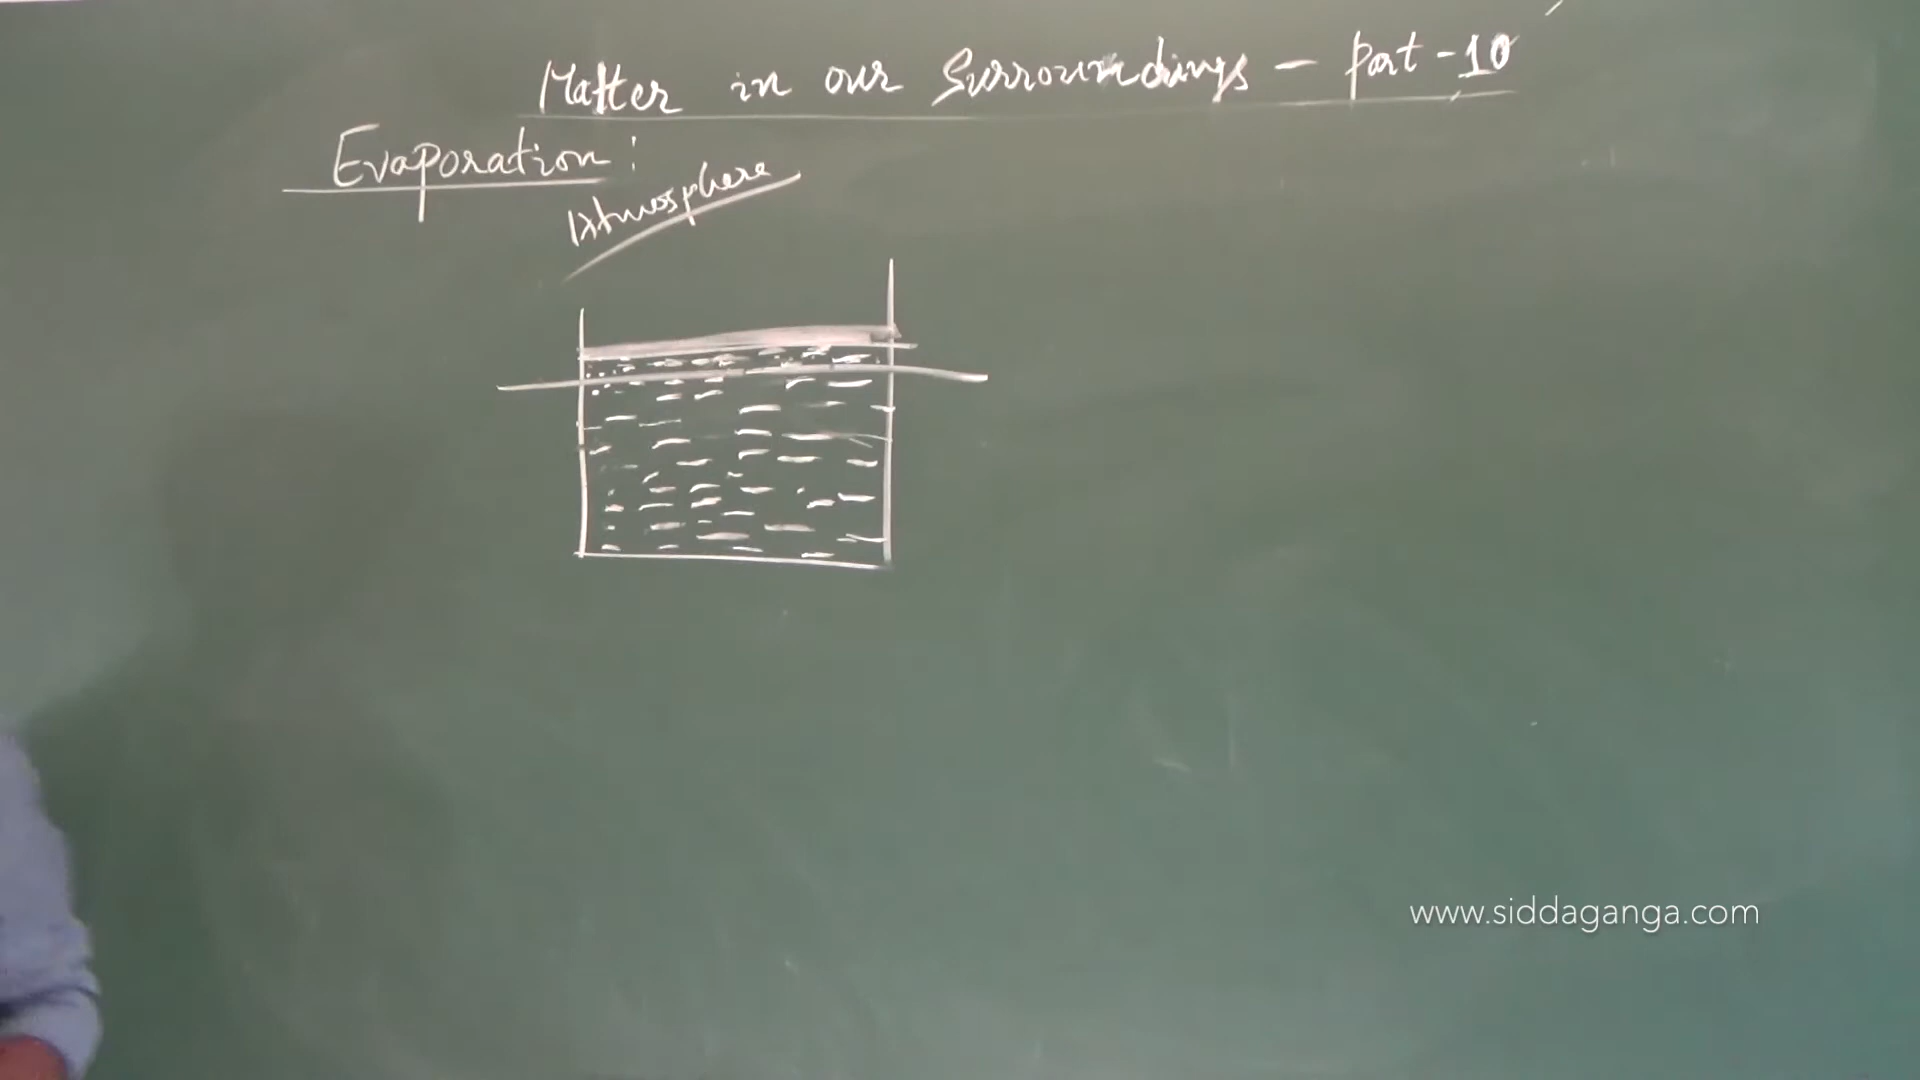 Matter in our Surroundings - Part - 10
Evaporation :
Atmosphere
www.siddaganga.com